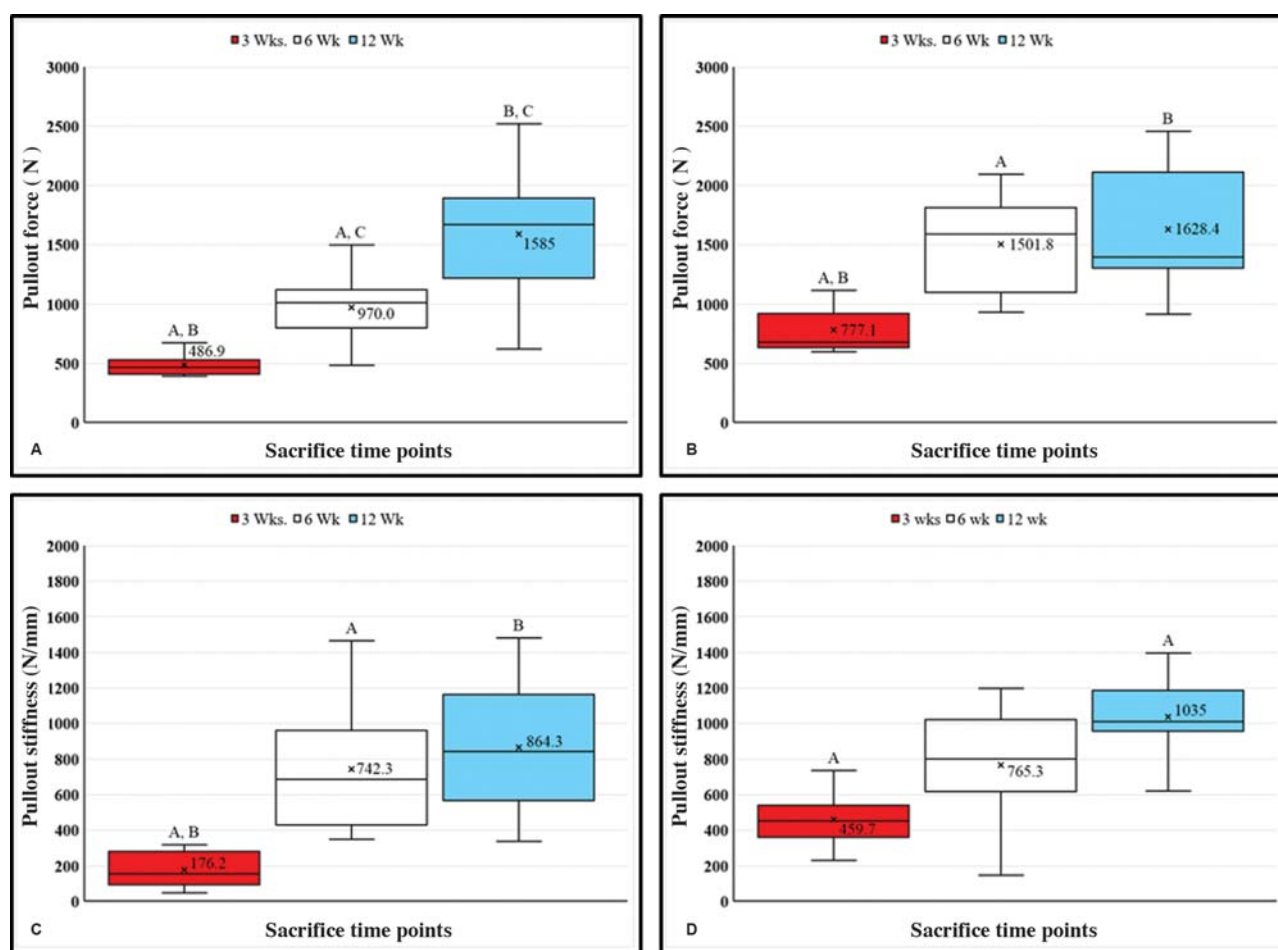 3 Wks. 6 Wk 12 Wk
Pullout force ( N )
3000
2500
2000
1500
1000
500
0
A, B
486.9
A, C
970.0
B, C
1585
Sacrifice time points
A
3 Wks. 6 Wk 12 Wk
Pullout force ( N )
3000
2500
2000
1500
1000
500
0
A, B
777.1
A
1501.8
B
1628.4
Sacrifice time points
B
3 Wks. 6 Wk 12 Wk
Pullout stiffness (N/mm)
2000
1800
1600
1400
1200
1000
800
600
400
200
0
A, B
176.2
A
742.3
B
864.3
Sacrifice time points
C
3 wks 6 wk 12 wk
Pullout stiffness (N/mm)
2000
1800
1600
1400
1200
1000
800
600
400
200
0
A
459.7
765.3
A
1035
Sacrifice time points
D